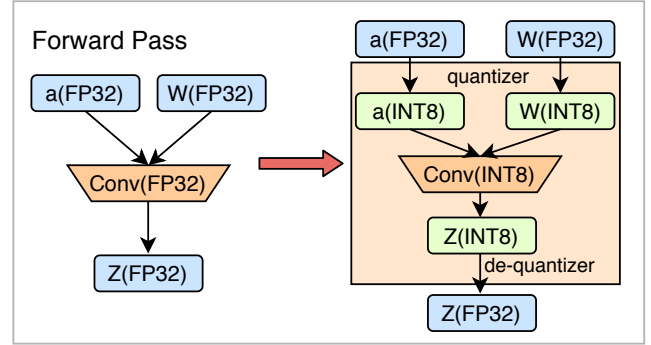 Forward Pass
a(FP32)
W(FP32)
Conv(FP32)
Z(FP32)
a(FP32)
W(FP32)
quantizer
a(INT8)
W(INT8)
Conv(INT8)
Z(INT8)
de-quantizer
Z(FP32)